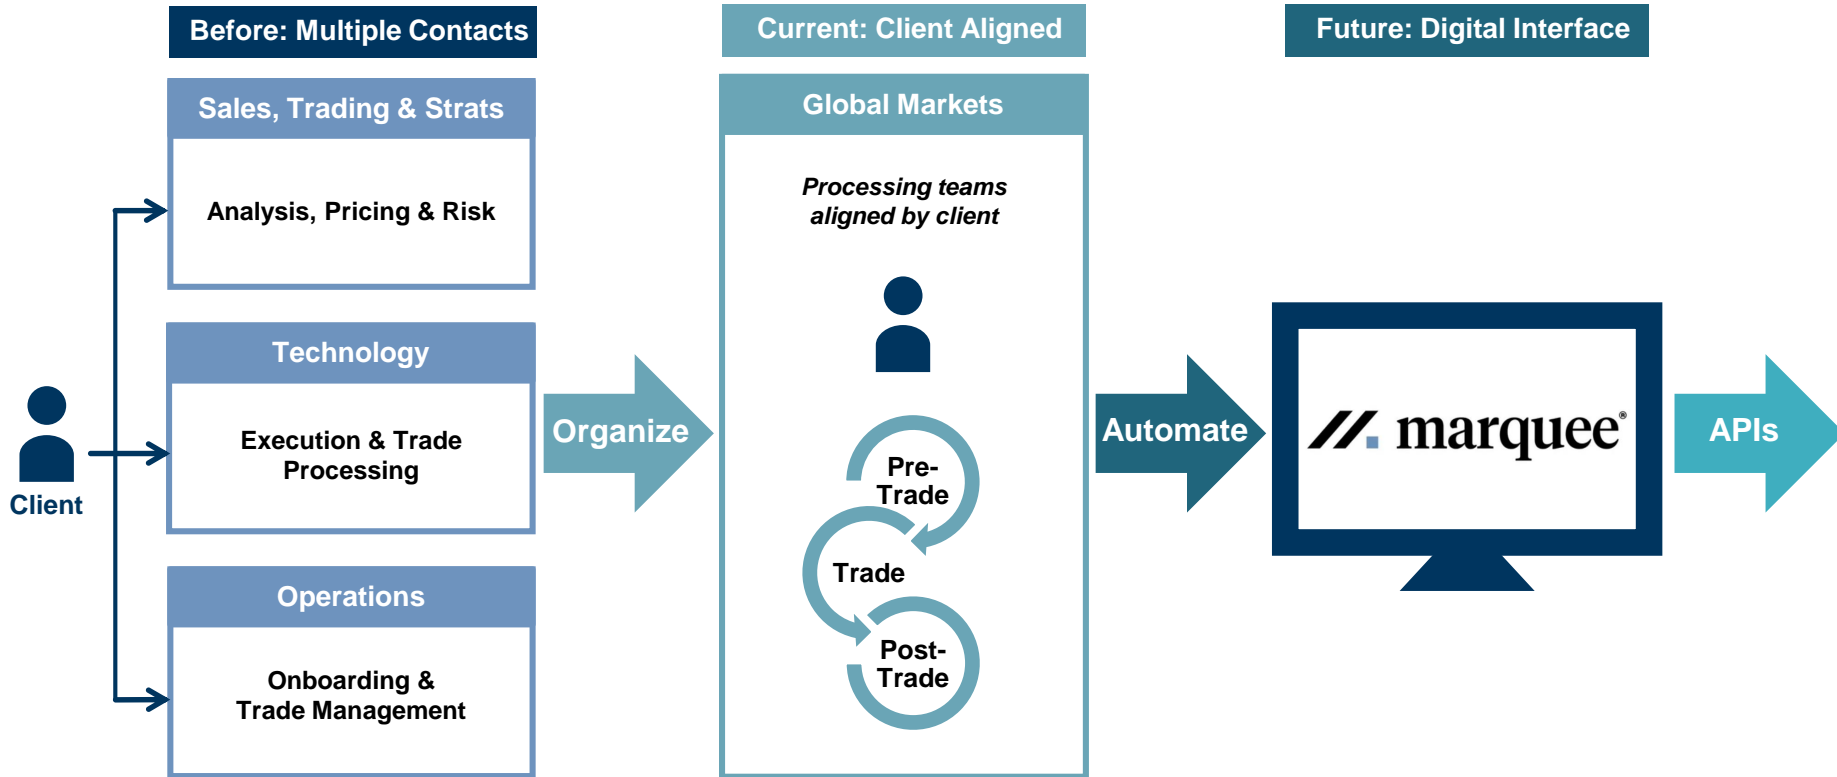 Before: Multiple Contacts
Current: Client Aligned
Future: Digital Interface
Sales, Trading & Strats
Analysis, Pricing & Risk
Technology
Execution & Trade
Processing
Operations
Onboarding &
Trade Management
Client
Organize
Global Markets
Processing teams
aligned by client
Pre-
Trade
Trade
Post-
Trade
Automate
marquee®
APIs